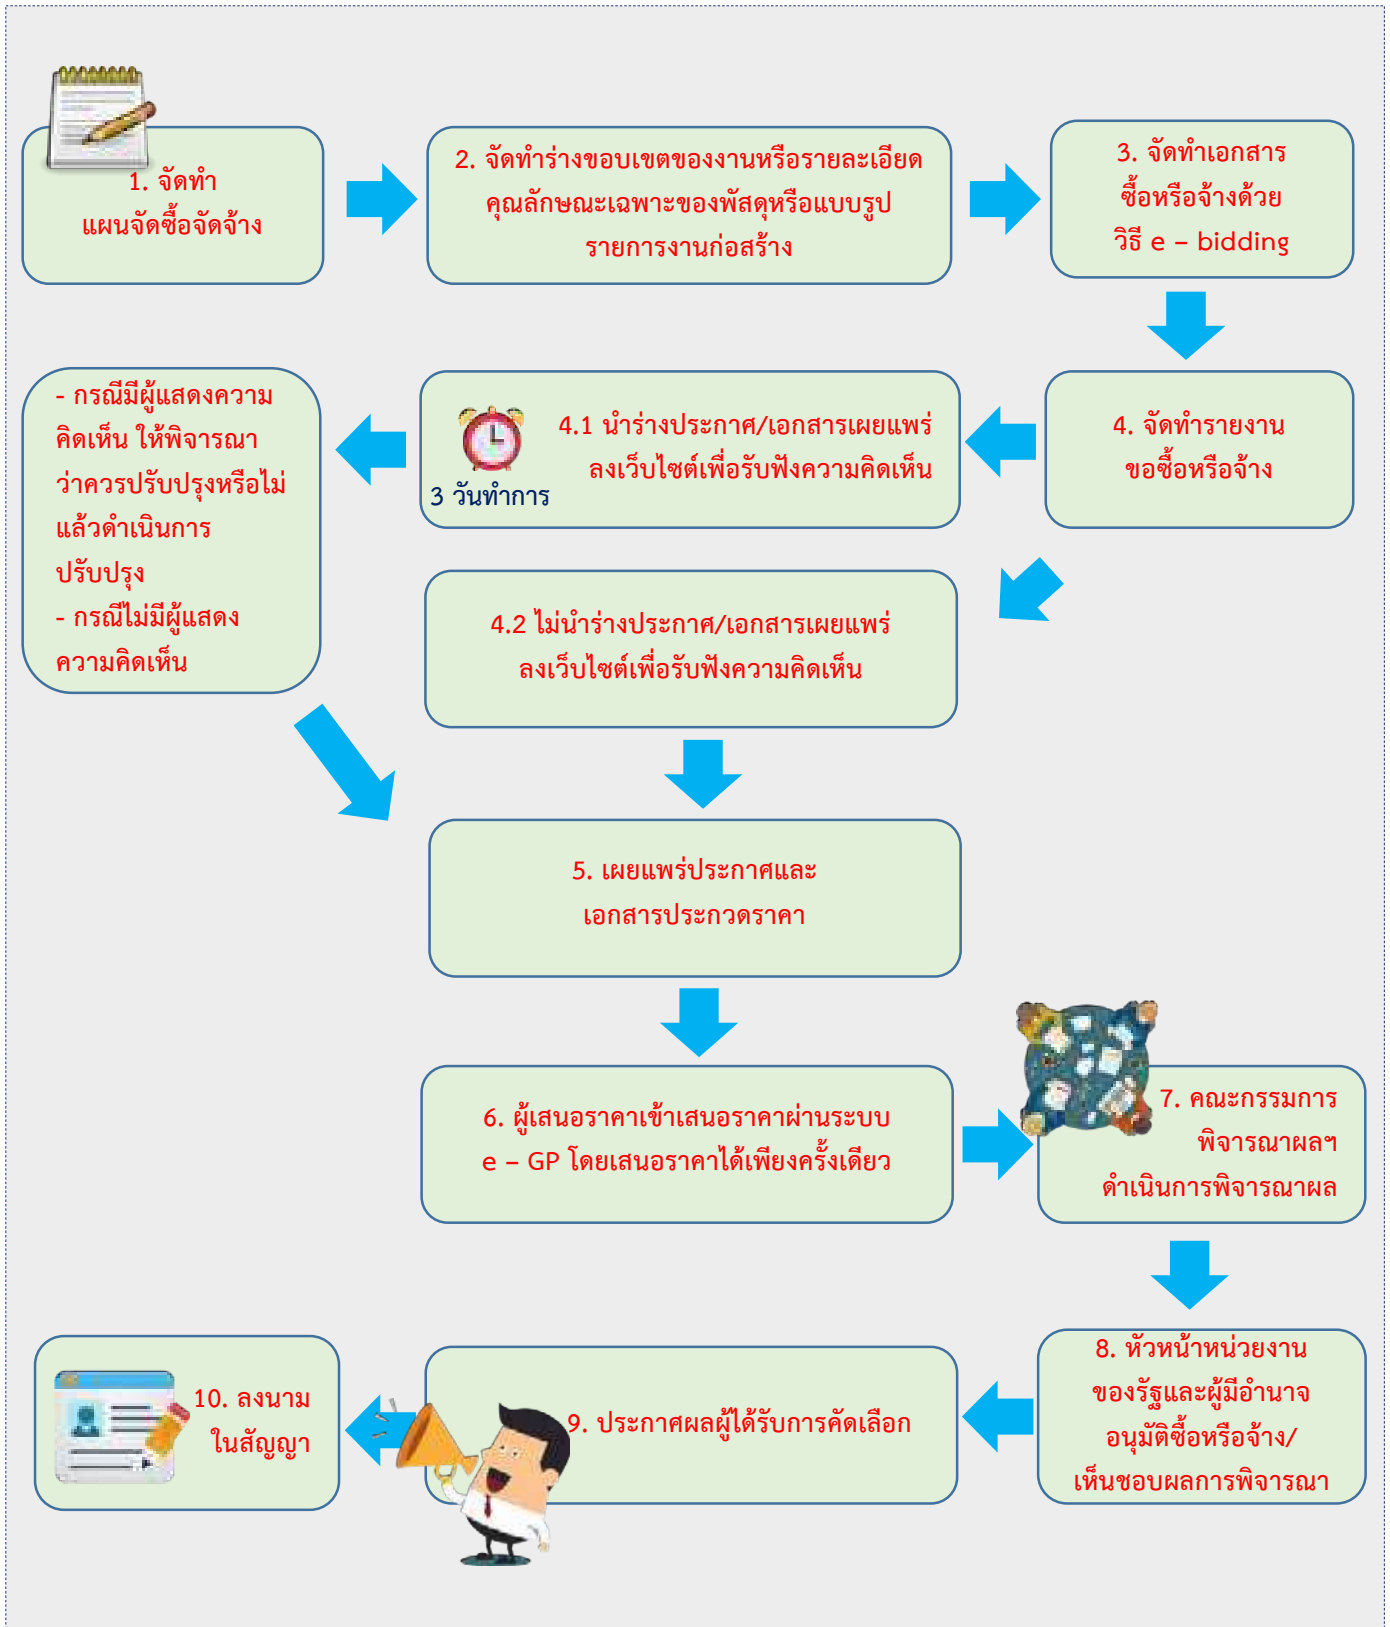 1. จัดทำ
แผนจัดซื้อจัดจ้าง
2. จัดทำร่างขอบเขตของงานหรือรายละเอียด
คุณลักษณะเฉพาะของพัสดุหรือแบบรูป
รายการงานก่อสร้าง
3. จัดทำเอกสาร
ซื้อหรือจ้างด้วย
วิธี e – bidding
4. จัดทำรายงาน
ขอซื้อหรือจ้าง
4.1 นำร่างประกาศ/เอกสารเผยแพร่
ลงเว็บไซต์เพื่อรับฟังความคิดเห็น
3 วันทำการ
- กรณีมีผู้แสดงความ
คิดเห็น ให้พิจารณา
ว่าควรปรับปรุงหรือไม่
แล้วดำเนินการ
ปรับปรุง
- กรณีไม่มีผู้แสดง
ความคิดเห็น
4.2 ไม่นำร่างประกาศ/เอกสารเผยแพร่
ลงเว็บไซต์เพื่อรับฟังความคิดเห็น
5. เผยแพร่ประกาศและ
เอกสารประกวดราคา
6. ผู้เสนอราคาเข้าเสนอราคาผ่านระบบ
e – GP โดยเสนอราคาได้เพียงครั้งเดียว
7. คณะกรรมการ
พิจารณาผลฯ
ดำเนินการพิจารณาผล
8. หัวหน้าหน่วยงาน
ของรัฐและผู้มีอำนาจ
อนุมัติซื้อหรือจ้าง/
เห็นชอบผลการพิจารณา
9. ประกาศผลผู้ได้รับการคัดเลือก
10. ลงนาม
ในสัญญา